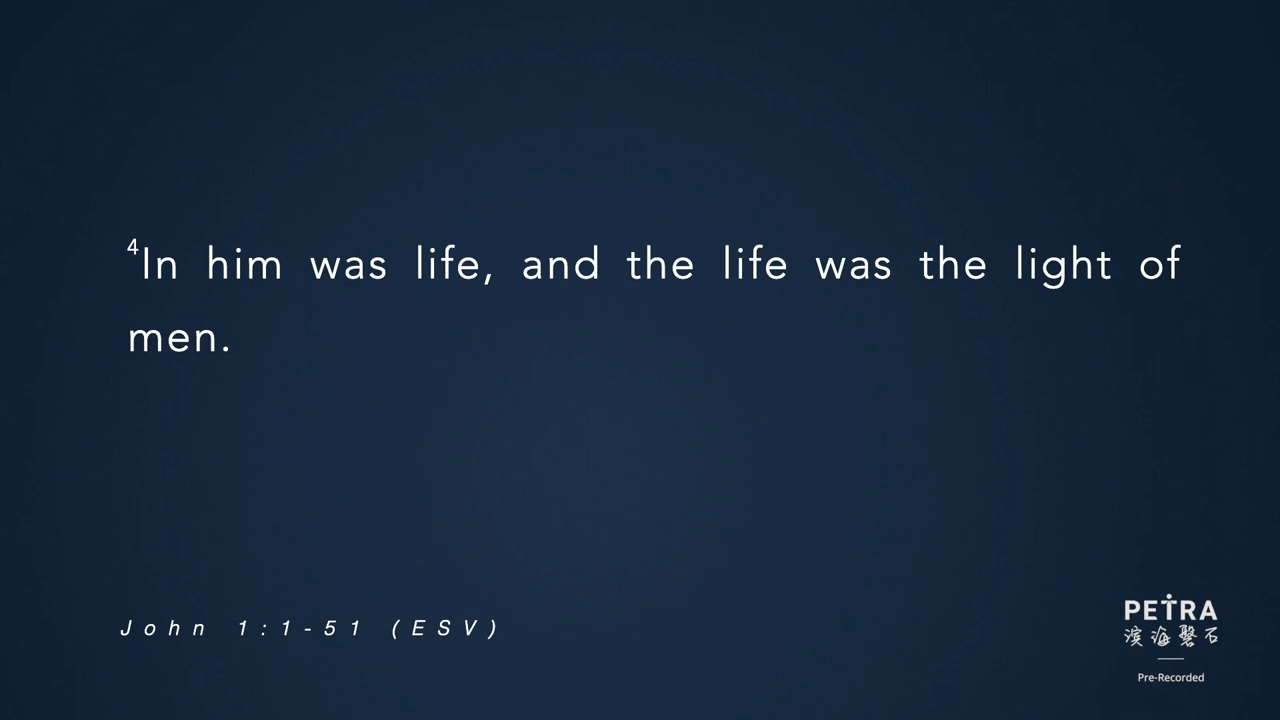 ⁴In him was life, and the life was the light of
men.
John 1:1-51 (ESV)
PETRA
滨海磐石
Pre-Recorded